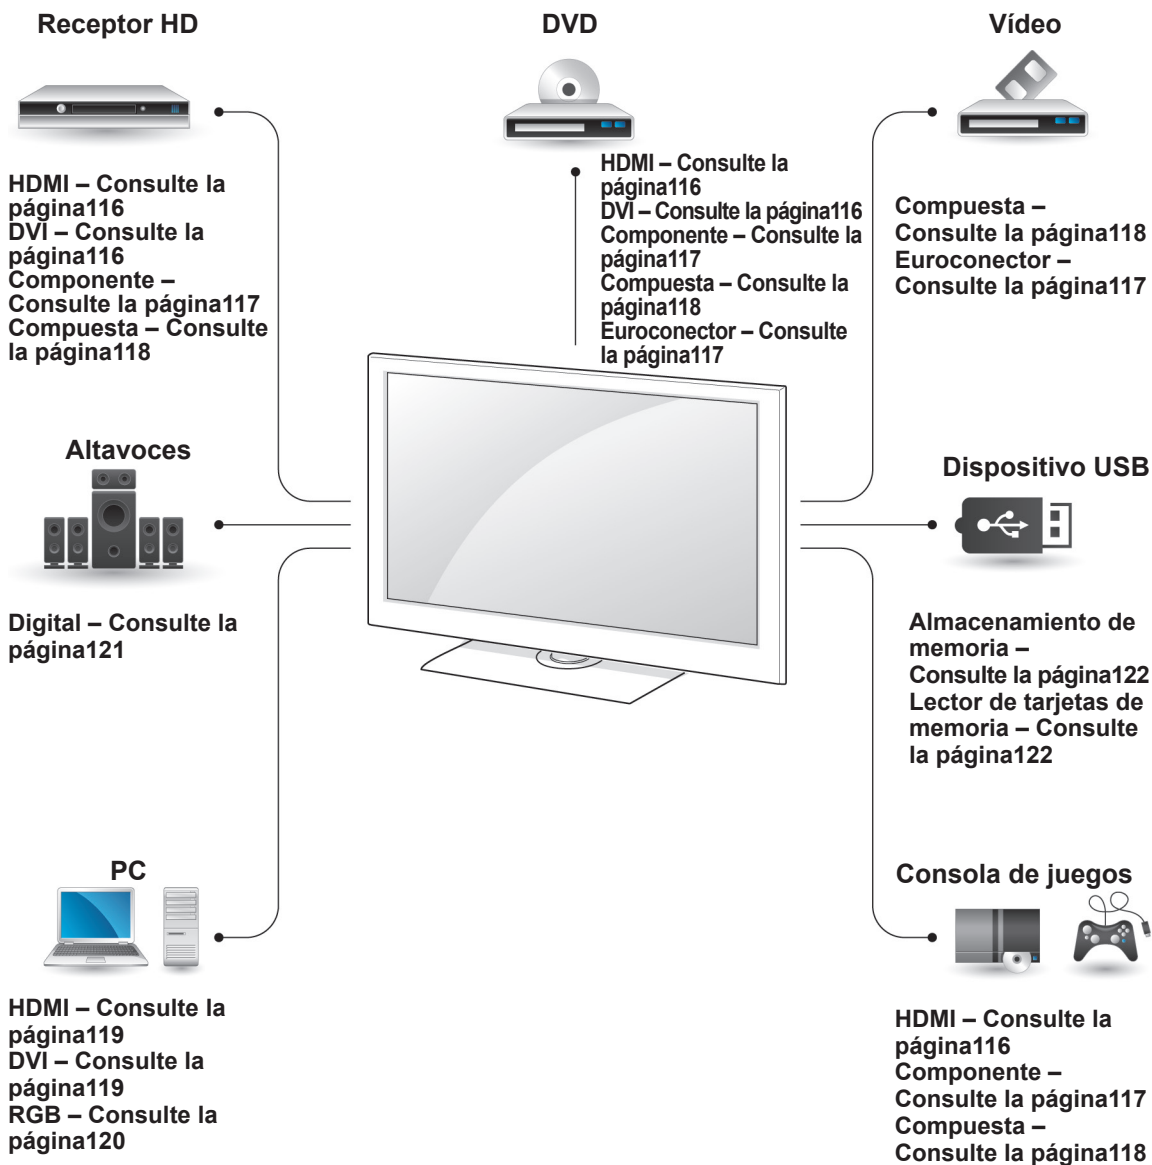 Receptor HD
HDMI – Consulte la
página116
DVI – Consulte la
página116
Componente –
Consulte la página117
Compuesta – Consulte
la página118
DVD
HDMI – Consulte la
página116
DVI – Consulte la página116
Componente – Consulte la
página117
Compuesta – Consulte la
página118
Euroconector – Consulte
la página117
Vídeo
Compuesta –
Consulte la página118
Euroconector –
Consulte la página117
Altavoces
Digital – Consulte la
página121
Dispositivo USB
Almacenamiento de
memoria –
Consulte la página122
Lector de tarjetas de
memoria – Consulte
la página122
PC
HDMI – Consulte la
página119
DVI – Consulte la
página119
RGB – Consulte la
página120
Consola de juegos
HDMI – Consulte la
página116
Componente –
Consulte la página117
Compuesta –
Consulte la página118